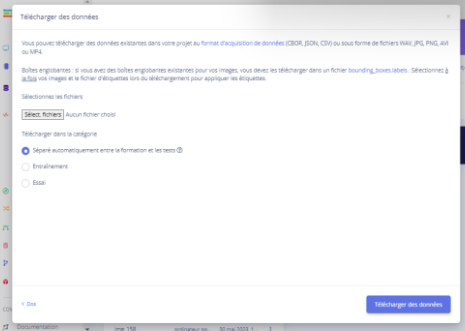 Télécharger des données
×
Vous pouvez télécharger des données existantes dans votre projet au format d'acquisition de données (CBOR, JSON, CSV) ou sous forme de fichiers WAV, JPG, PNG, AVI
ou MP4.
Boîtes englobantes : si vous avez des boîtes englobantes existantes pour vos images, vous devez les télécharger dans un fichier bounding_boxes.labels . Sélectionnez à
la fois vos images et le fichier d'étiquettes lors du téléchargement pour appliquer les étiquettes.
Sélectionnez les fichiers
Sélect. fichiers Aucun fichier choisi
Télécharger dans la catégorie
Séparé automatiquement entre la formation et les tests ?
Entraînement
Essai
< Dos
Télécharger des données
Documentation
img_158
30 mai 2023, 1...